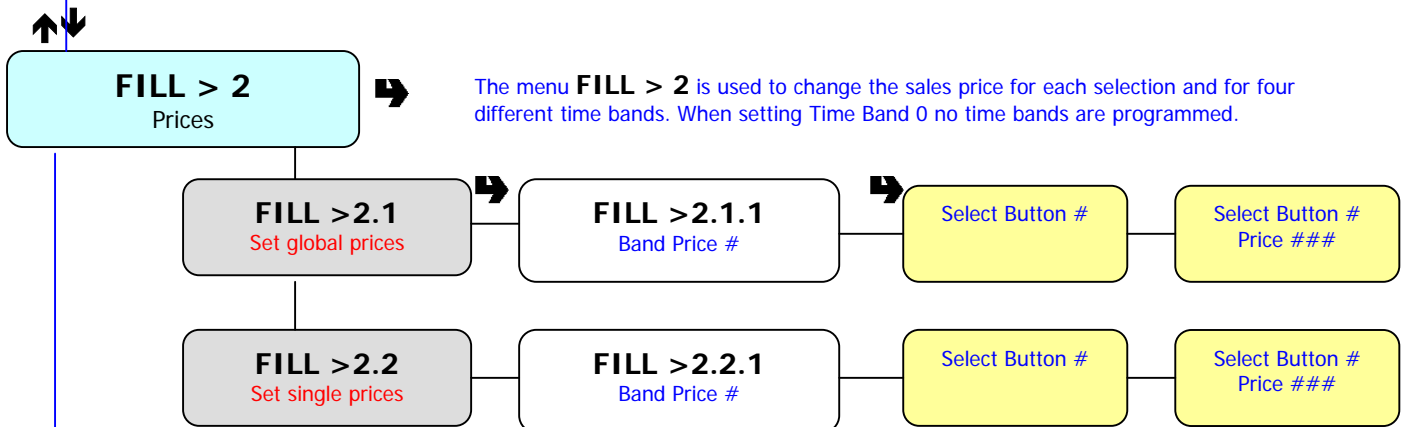 FILL > 2
Prices
The menu FILL > 2 is used to change the sales price for each selection and for four
different time bands. When setting Time Band 0 no time bands are programmed.
FILL >2.1
Set global prices
FILL >2.1.1
Band Price #
Select Button #
Select Button #
Price ###
FILL >2.2
Set single prices
FILL >2.2.1
Band Price #
Select Button #
Select Button #
Price ###